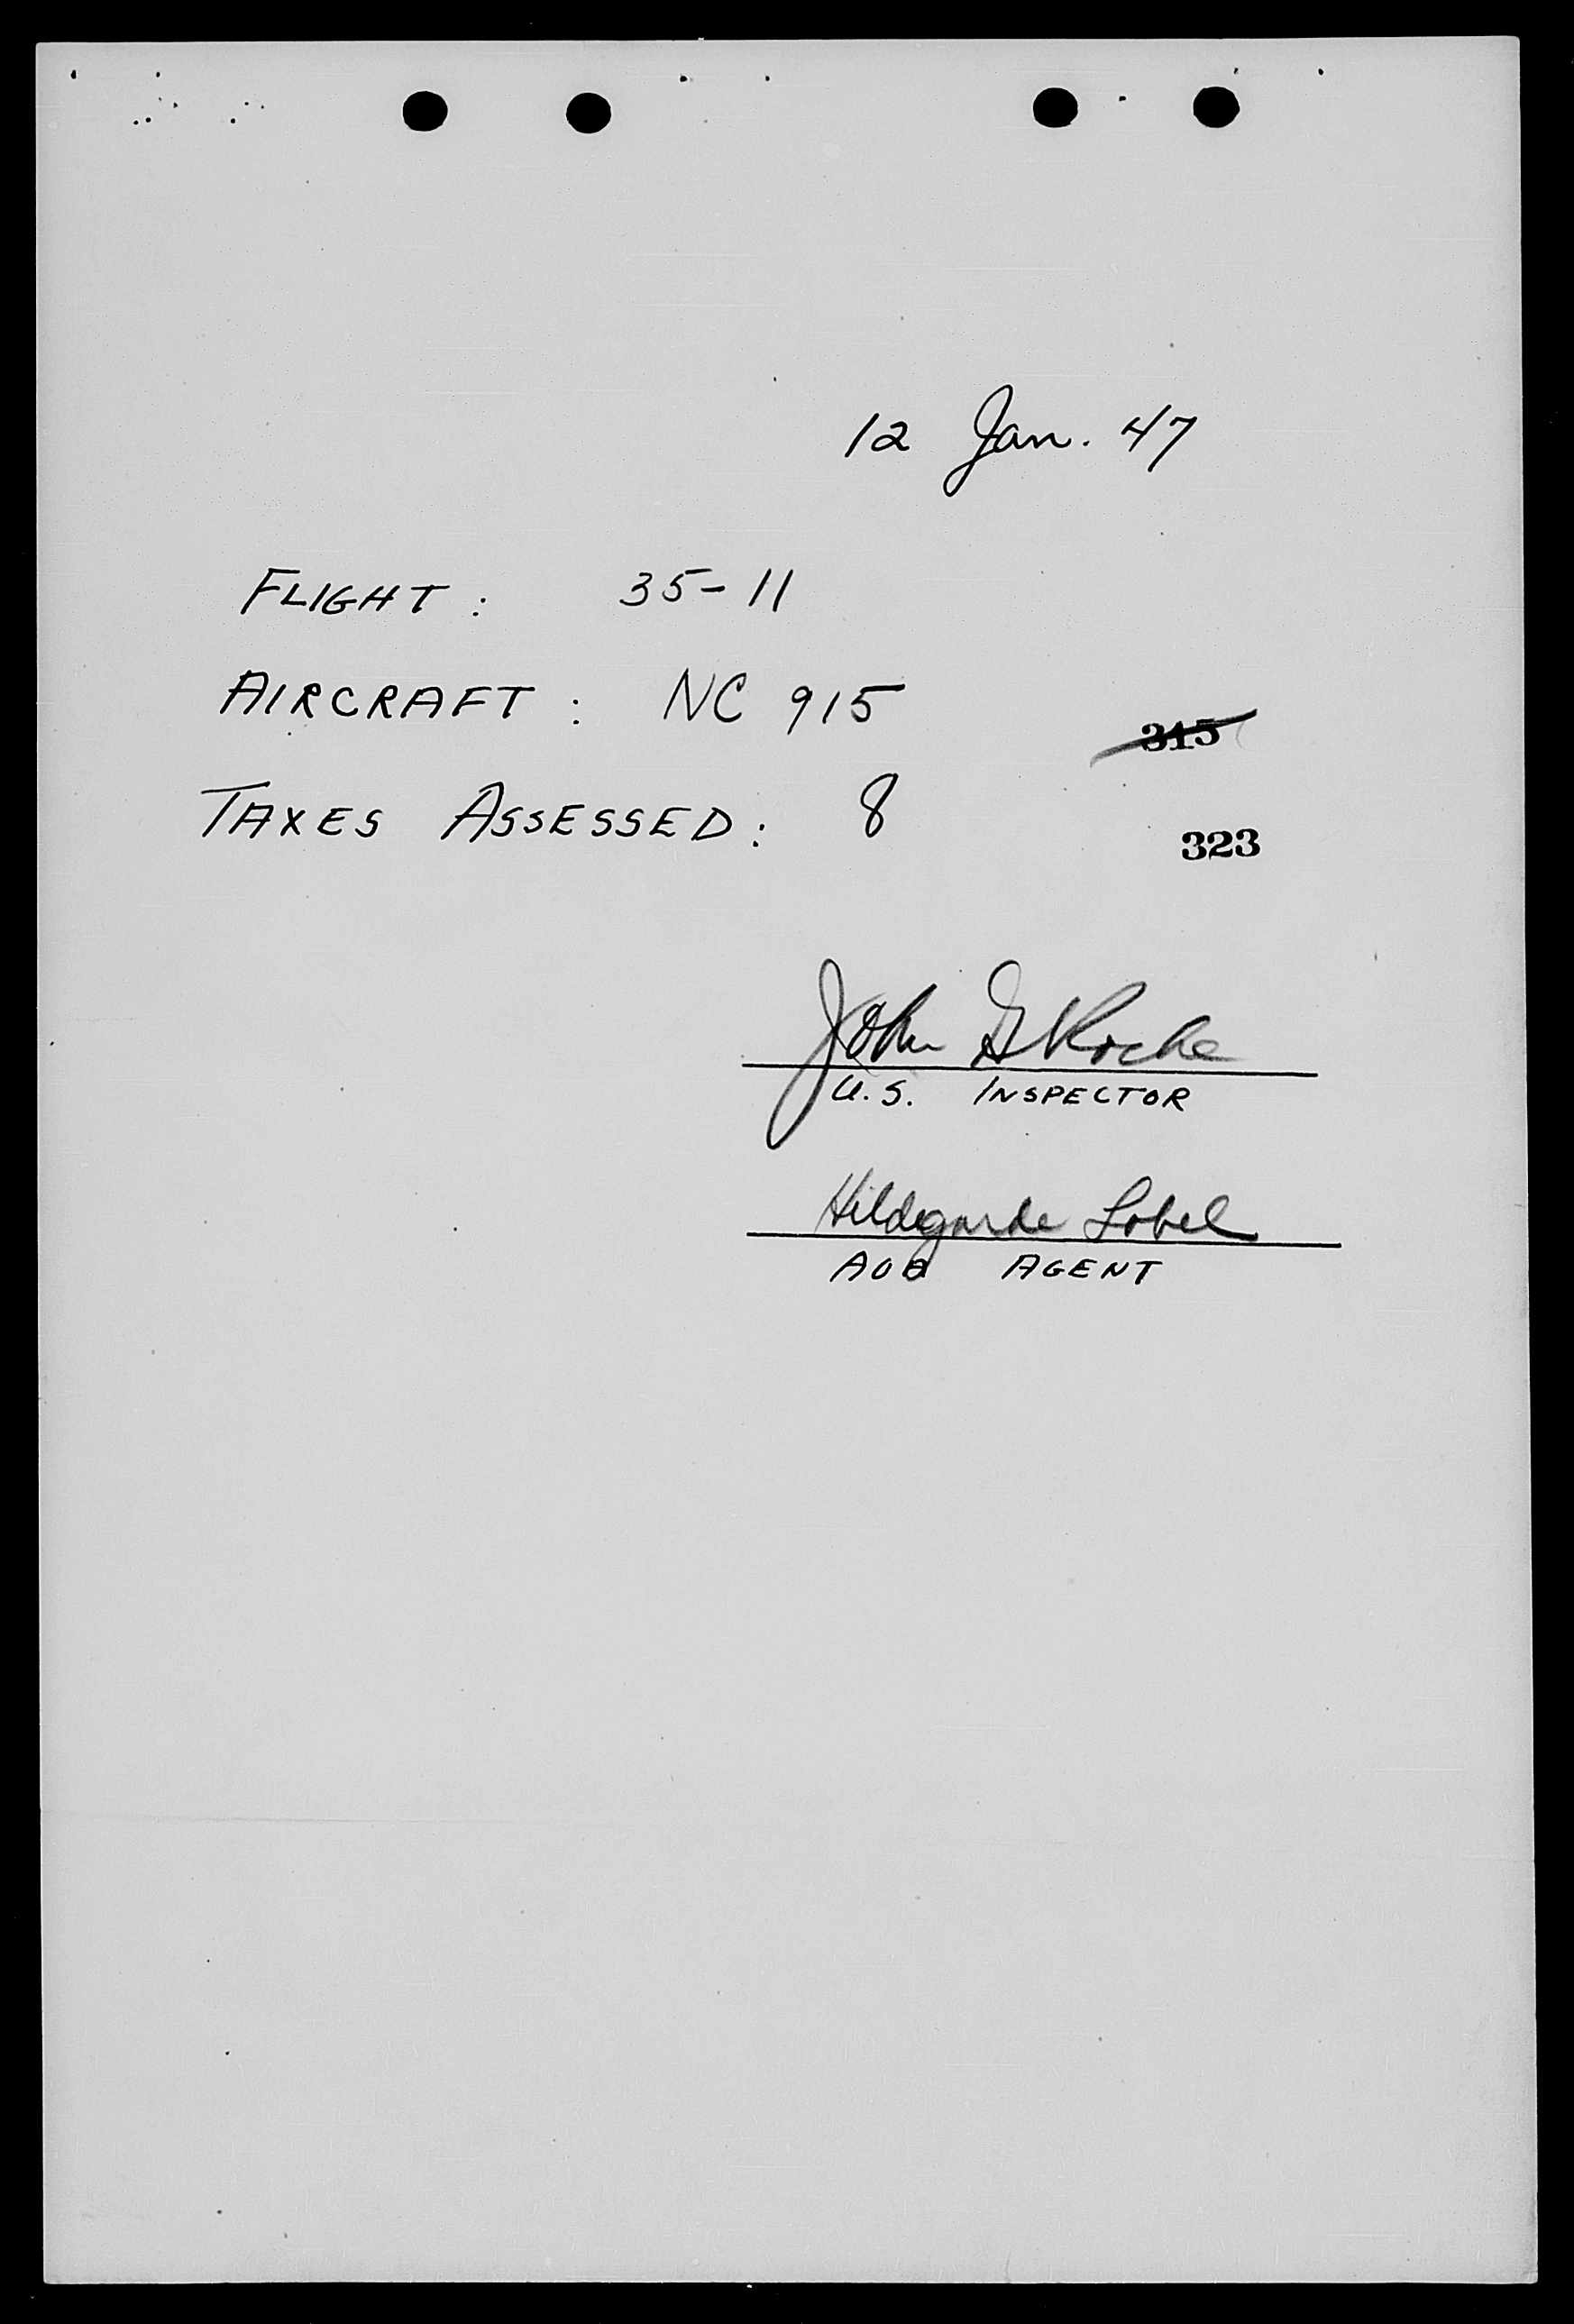 12 Jan. 47
FLIGHT: 35-11
AIRCRAFT: NC 915
315
TAXES ASSESSED: 8
323
John G Roche
U.S. INSPECTOR
Hildegarde Lobel
AOA AGENT